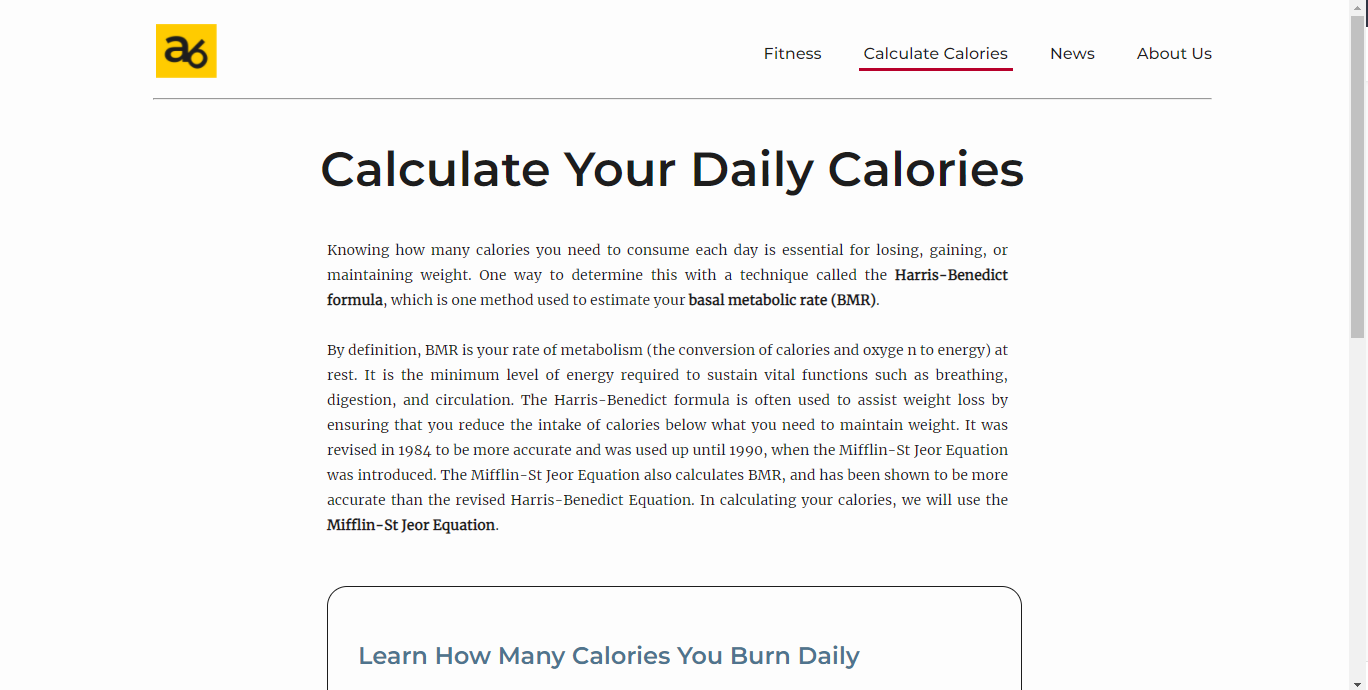 a6
Fitness
Calculate Calories
News
About Us
Calculate Your Daily Calories
Knowing how many calories you need to consume each day is essential for losing, gaining, or
maintaining weight. One way to determine this with a technique called the Harris-Benedict
formula, which is one method used to estimate your basal metabolic rate (BMR).
By definition, BMR is your rate of metabolism (the conversion of calories and oxyge n to energy) at
rest. It is the minimum level of energy required to sustain vital functions such as breathing,
digestion, and circulation. The Harris-Benedict formula is often used to assist weight loss by
ensuring that you reduce the intake of calories below what you need to maintain weight. It was
revised in 1984 to be more accurate and was used up until 1990, when the Mifflin-St Jeor Equation
was introduced. The Mifflin-St Jeor Equation also calculates BMR, and has been shown to be more
accurate than the revised Harris-Benedict Equation. In calculating your calories, we will use the
Mifflin-St Jeor Equation.
Learn How Many Calories You Burn Daily